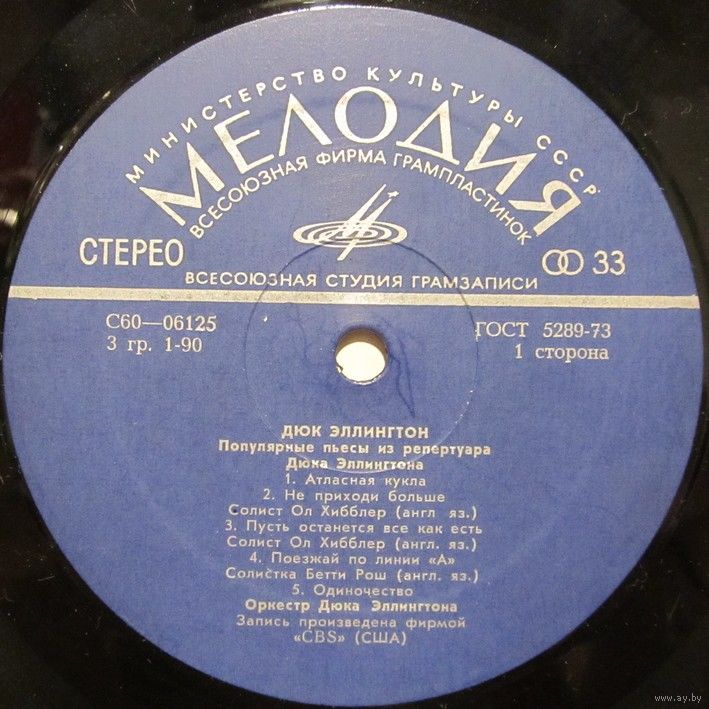 МИНИСТЕРСТВО КУЛЬТУРЫ СССР
МЕЛОДИЯ
ВСЕСОЮЗНАЯ ФИРМА ГРАМПЛАСТИНОК
СТЕРЕО
33
ВСЕСОЮЗНАЯ СТУДИЯ ГРАМЗАПИСИ
С60—06125
ГОСТ 5289-73
3 гр. 1-90
1 сторона
ДЮК ЭЛЛИНГТОН
Популярные пьесы из репертуара
Дюка Эллингтона
1. Атласная кукла
2. Не приходи больше
Солист Ол Хибблер (англ. яз.)
3. Пусть останется все как есть
Солист Ол Хибблер (англ. яз.)
4. Поезжай по линии «А»
Солистка Бетти Рош (англ. яз.)
5. Одиночество
Оркестр Дюка Эллингтона
Запись произведена фирмой
«CBS» (США)
© www.ay.by